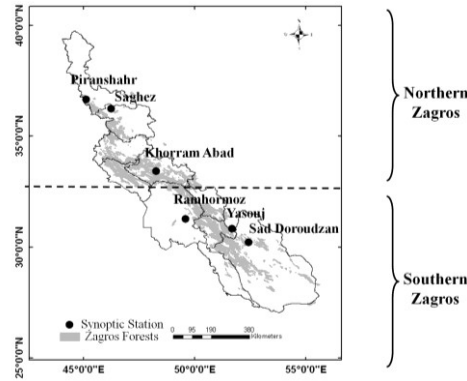 40°0'0"N
Piranshahr
Saghez
Northern
Zagros
35°0'0"N
Khorram Abad
Ramhormoz
Yasouj
Sad Doroudzan
30°0'0"N
Southern
Zagros
Synoptic Station
Zagros Forests
0 95 190 380
Kilometers
25°0'0"N
45°0'0"E 50°0'0"E 55°0'0"E